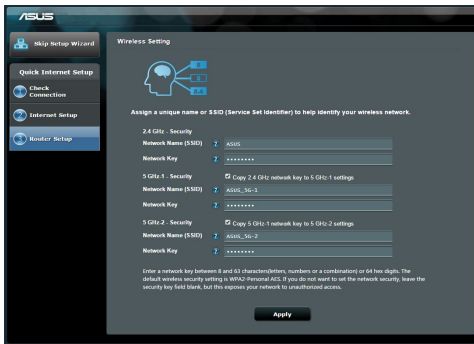 ASUS
Skip Setup Wizard
Quick Internet Setup
1 Check
Connection
2 Internet Setup
3 Router Setup
Wireless Setting
5
5
2.4
Assign a unique name or SSID (Service Set Identifier) to help identify your wireless network.
2.4 GHz - Security
Network Name (SSID) ? ASUS
Network Key ? ••••••••
5 GHz-1 - Security Copy 2.4 GHz network key to 5 GHz-1 settings
Network Name (SSID) ? ASUS_5G-1
Network Key ? ••••••••
5 GHz-2 - Security Copy 5 GHz-1 network key to 5 GHz-2 settings
Network Name (SSID) ? ASUS_5G-2
Network Key ? ••••••••
Enter a network key between 8 and 63 characters(letters, numbers or a combination) or 64 hex digits. The
default wireless security setting is WPA2-Personal AES. If you do not want to set the network security, leave the
security key field blank, but this exposes your network to unauthorized access.
Apply